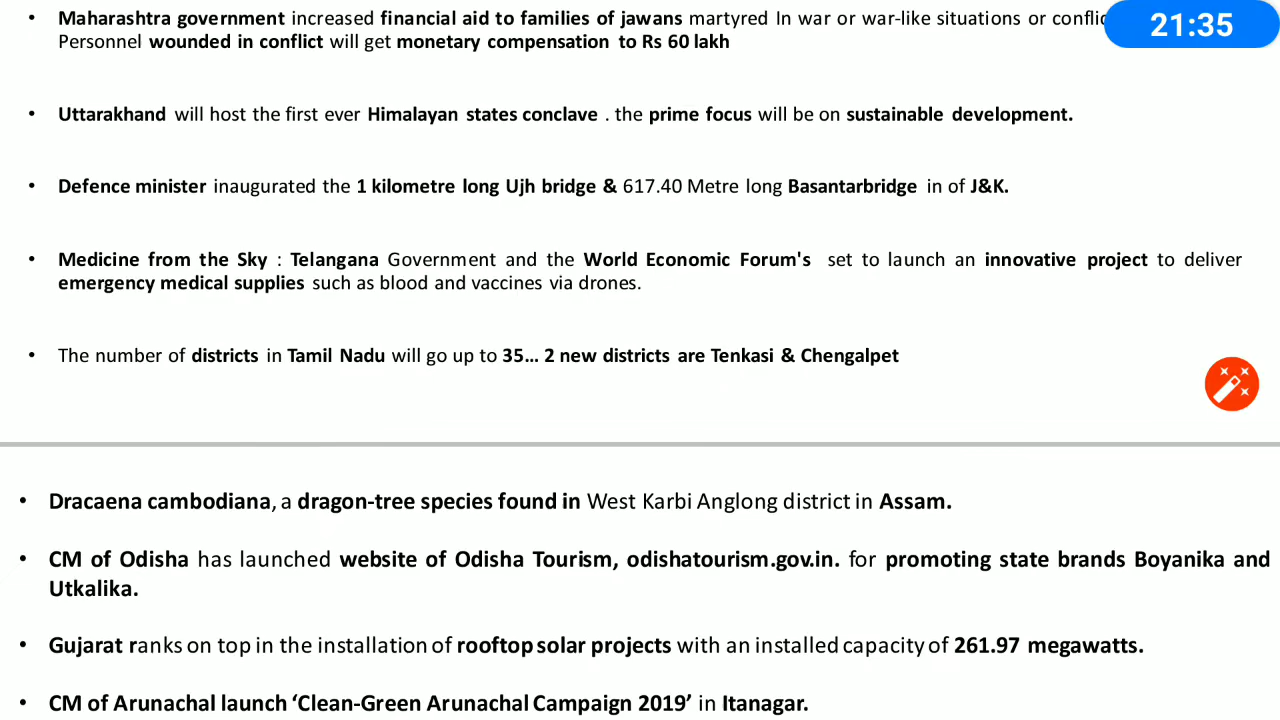 • Maharashtra government increased financial aid to families of jawans martyred In war or war-like situations or
21:35
Personnel wounded in conflict will get monetary compensation to Rs 60 lakh
• Uttarakhand will host the first ever Himalayan states conclave . the prime focus will be on sustainable development.
• Defence minister inaugurated the 1 kilometre long Ujh bridge & 617.40 Metre long Basantarbridge in of J&K.
• Medicine from the Sky : Telangana Government and the World Economic Forum's set to launch an innovative project to deliver
emergency medical supplies such as blood and vaccines via drones.
• The number of districts in Tamil Nadu will go up to 35... 2 new districts are Tenkasi & Chengalpet
• Dracaena cambodiana, a dragon-tree species found in West Karbi Anglong district in Assam.
• CM of Odisha has launched website of Odisha Tourism, odishatourism.gov.in. for promoting state brands Boyanika and
Utkalika.
• Gujarat ranks on top in the installation of rooftop solar projects with an installed capacity of 261.97 megawatts.
• CM of Arunachal launch ‘Clean-Green Arunachal Campaign 2019’ in Itanagar.